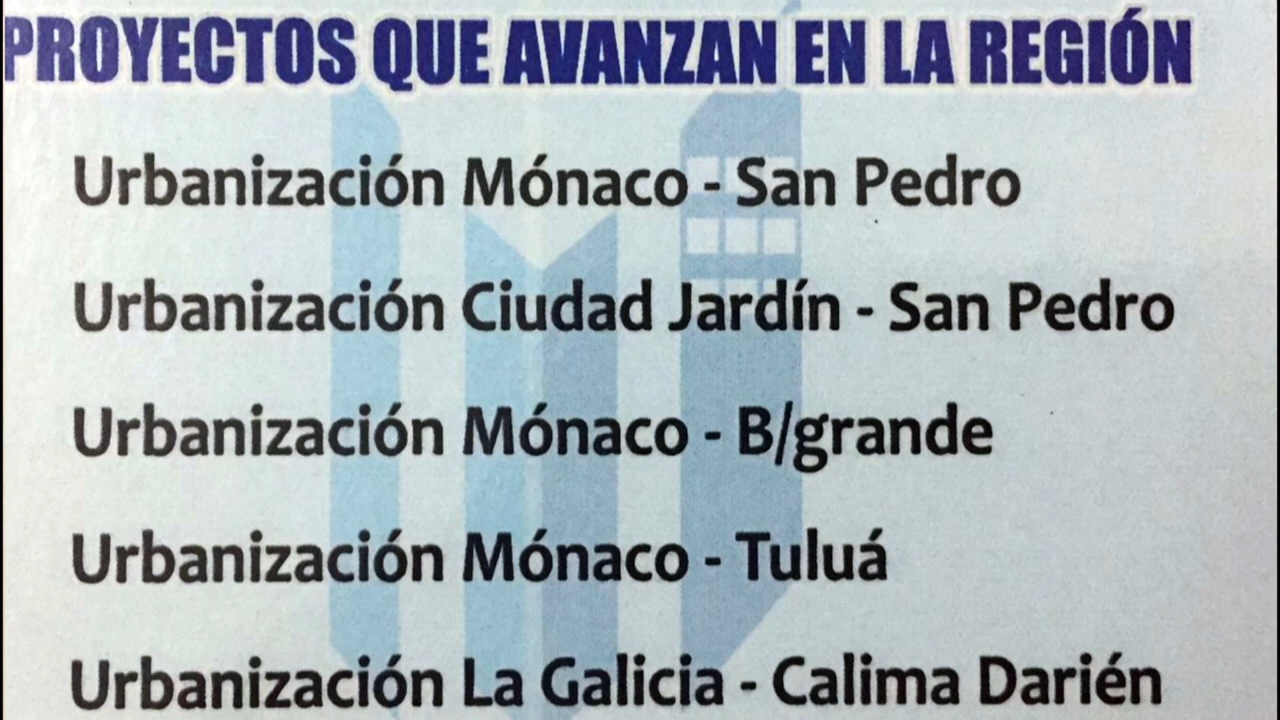 PROYECTOS QUE AVANZAN EN LA REGIÓN
Urbanización Mónaco - San Pedro
Urbanización Ciudad Jardín - San Pedro
Urbanización Mónaco - B/grande
Urbanización Mónaco - Tuluá
Urbanización La Galicia - Calima Darién